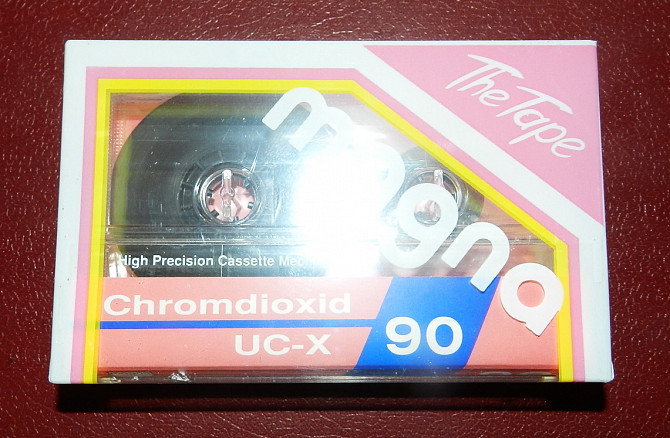 The Tape
magna
High Precision Cassette
Chromdioxid
UC-X
90